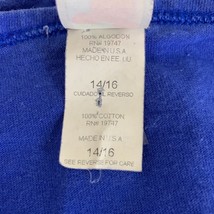 100% ALGODON
RN# 19747
MADE IN U.S.A
HECHO EN EE. UU
14/16
CUIDADO AL REVERSO
100% COTTON
RN# 19747
MADE IN U.S.A
14/16
SEE REVERSE FOR CARE